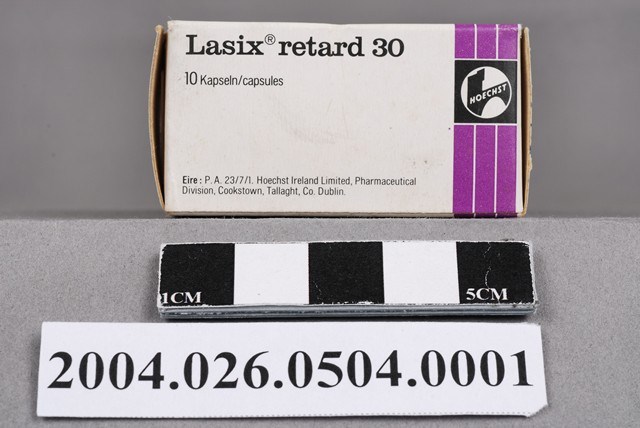 Lasix® retard 30
10 Kapseln/capsules
HOECHST
Eire : P. A. 23/7/1. Hoechst Ireland Limited, Pharmaceutical
Division, Cookstown, Tallaght, Co. Dublin.
1CM 5CM
2004.026.0504.0001